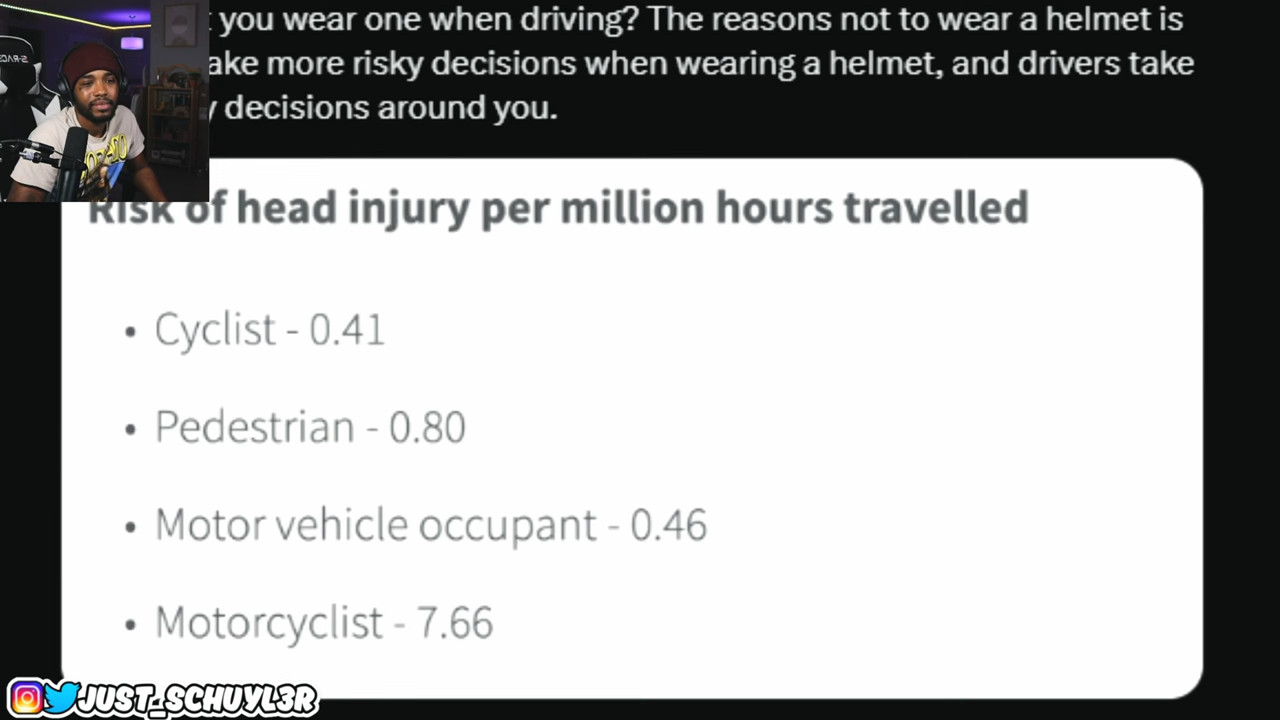 you wear one when driving? The reasons not to wear a helmet is
ake more risky decisions when wearing a helmet, and drivers take
y decisions around you.
Risk of head injury per million hours travelled
• Cyclist - 0.41
• Pedestrian - 0.80
• Motor vehicle occupant - 0.46
• Motorcyclist - 7.66
JUST_SCHUYL3R